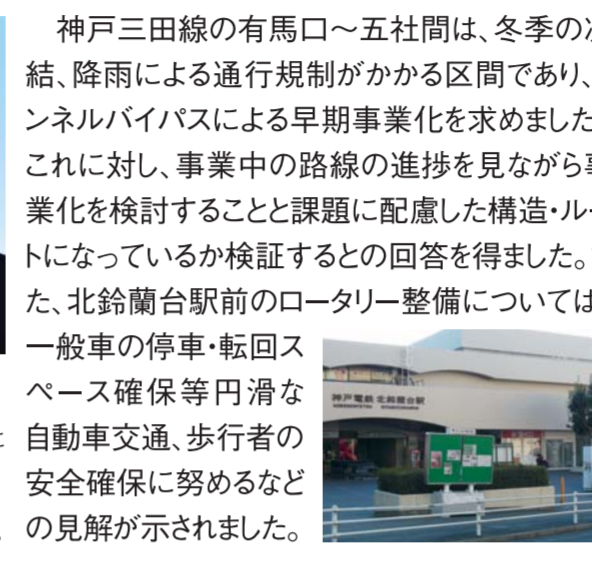 神戸三田線の有馬口～五社間は、冬季の
結、降雨による通行規制がかかる区間であり、
ンネルバイパスによる早期事業化を求めました
これに対し、事業中の路線の進捗を見ながら
業化を検討することと課題に配慮した構造・ル
トになっているか検証するとの回答を得ました。
た、北鈴蘭台駅前のロータリー整備については
一般車の停車・転回ス
ペース確保等円滑な
自動車交通、歩行者の
安全確保に努めるなど
の見解が示されました。
神戸電鉄 北鈴蘭台駅